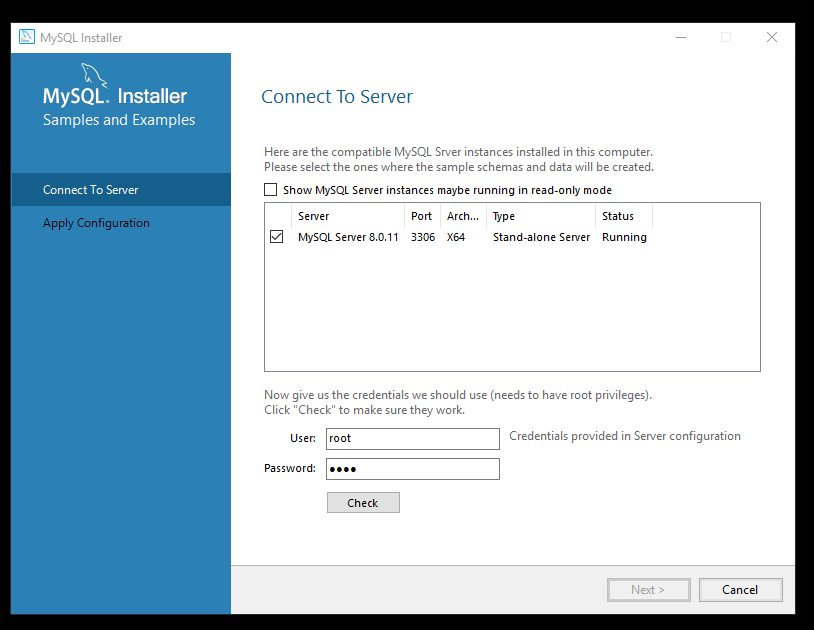 MySQL Installer
MySQL. Installer
Samples and Examples
Connect To Server
Apply Configuration
Connect To Server
Here are the compatible MySQL Srver instances installed in this computer.
Please select the ones where the sample schemas and data will be created.
Show MySQL Server instances maybe running in read-only mode
Server Port Arch... Type Status
MySQL Server 8.0.11 3306 X64 Stand-alone Server Running
Now give us the credentials we should use (needs to have root privileges).
Click "Check" to make sure they work.
User: root Credentials provided in Server configuration
Password: ●●●●
Check
Next > Cancel